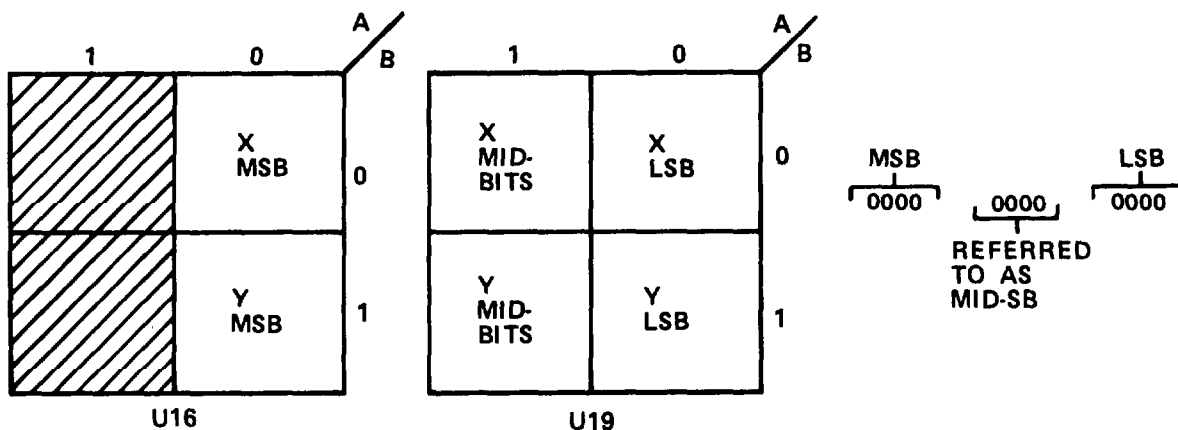 A
B
1
0
X
MSB
0
Y
MSB
1
U16
A
B
1
0
X
MID-
BITS
X
LSB
0
Y
MID-
BITS
Y
LSB
1
U19
MSB
0000
0000
REFERRED
TO AS
MID-SB
LSB
0000